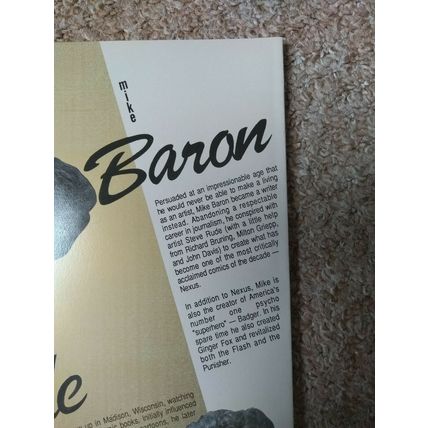 mike
Baron
Persuaded at an impressionable age that
he would never be able to make a living
as an artist, Mike Baron became a writer
instead. Abandoning a respectable
career in journalism, he conspired with
artist Steve Rude (with a little help
from Richard Bruning, Milton Griepp,
and John Davis) to create what has
become one of the most critically
acclaimed comics of the decade —
Nexus.
In addition to Nexus, Mike is
also the creator of America's
number one psycho
"superhero" — Badger. In his
spare time he also created
Ginger Fox and revitalized
both the Flash and the
Punisher.
up in Madison, Wisconsin, watching
books. Initially influenced
cartoons, he later